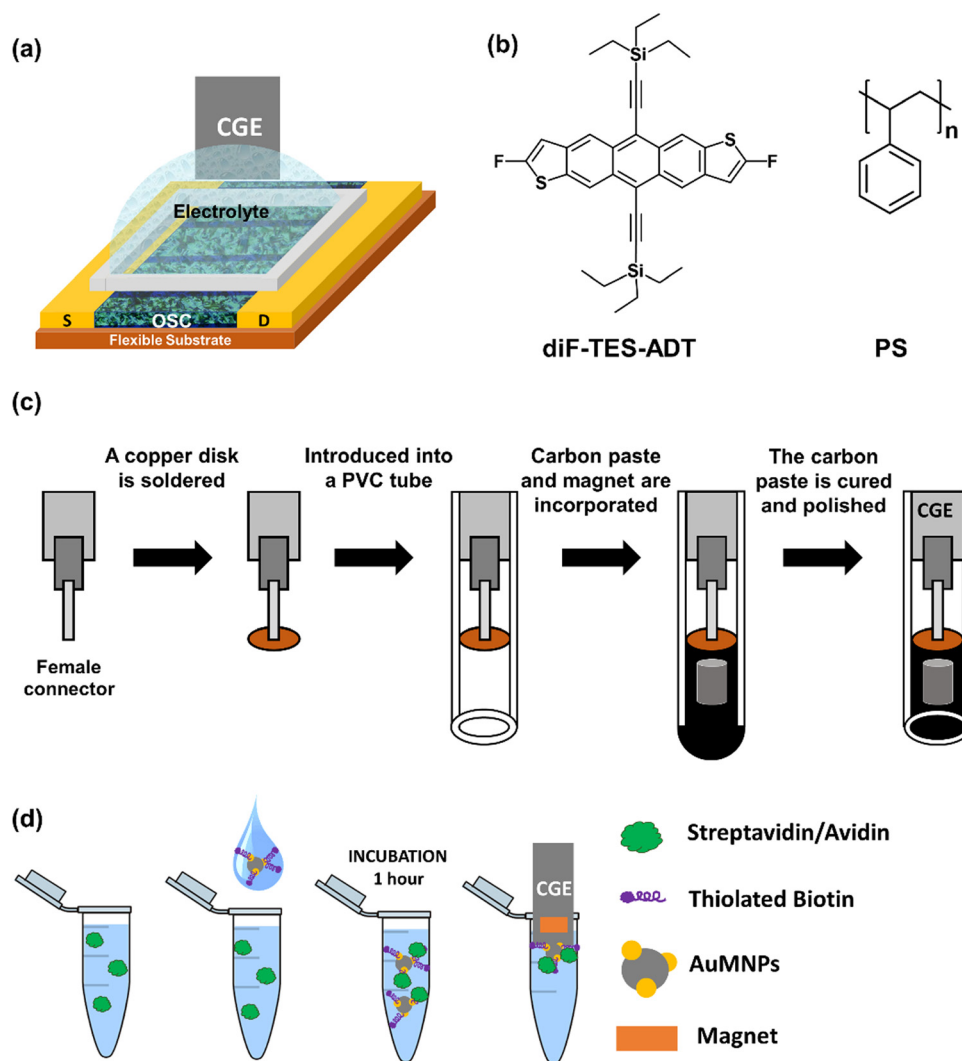 (a)
CGE
Electrolyte
S
OSC
D
Flexible Substrate
(b)
Si
F
S
S
F
Si
diF-TES-ADT
n
PS
(c)
A copper disk
is soldered
Introduced into
a PVC tube
Carbon paste
and magnet are
incorporated
The carbon
paste is cured
and polished
CGE
Female
connector
(d)
INCUBATION
1 hour
CGE
Streptavidin/Avidin
Thiolated Biotin
AuMNPs
Magnet